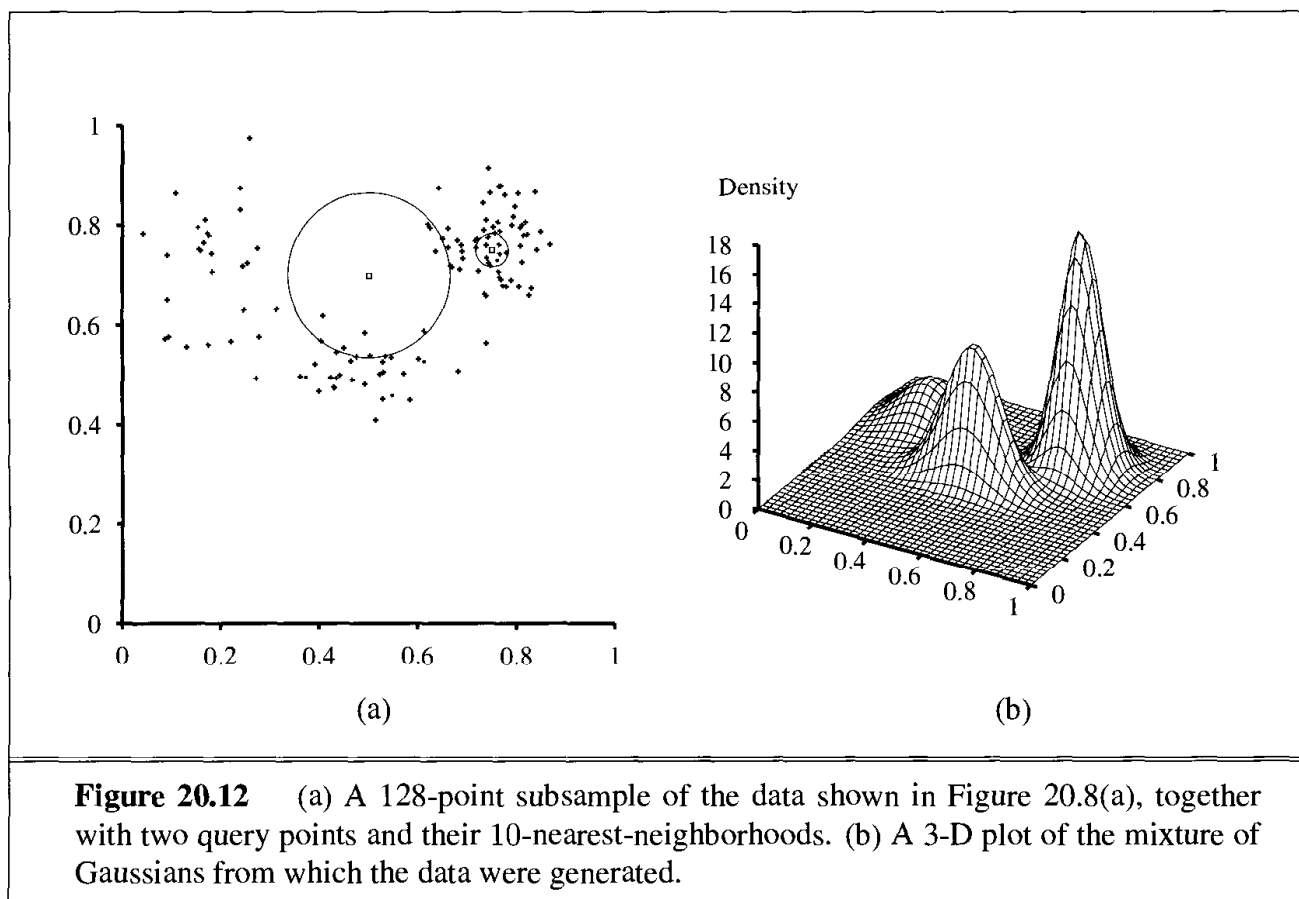 1
0.8
0.6
0.4
0.2
0
0 0.2 0.4 0.6 0.8 1
(a)
Density
18
16
14
12
10
8
6
4
2
0
0 0.2 0.4 0.6 0.8 1
0 0.2 0.4 0.6 0.8 1
(b)
Figure 20.12 (a) A 128-point subsample of the data shown in Figure 20.8(a), together
with two query points and their 10-nearest-neighborhoods. (b) A 3-D plot of the mixture of
Gaussians from which the data were generated.